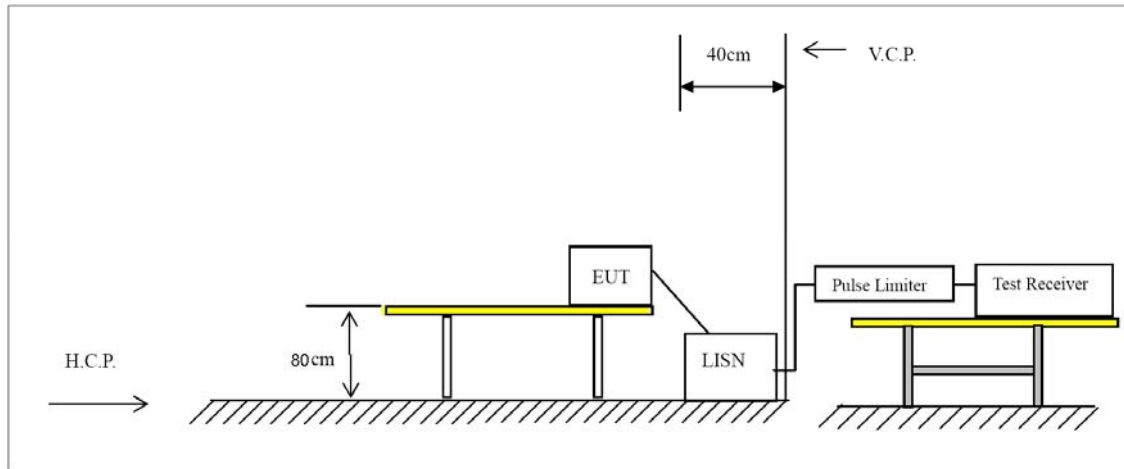 40cm
V.C.P.
EUT
Pulse Limiter
Test Receiver
80cm
H.C.P.
LISN